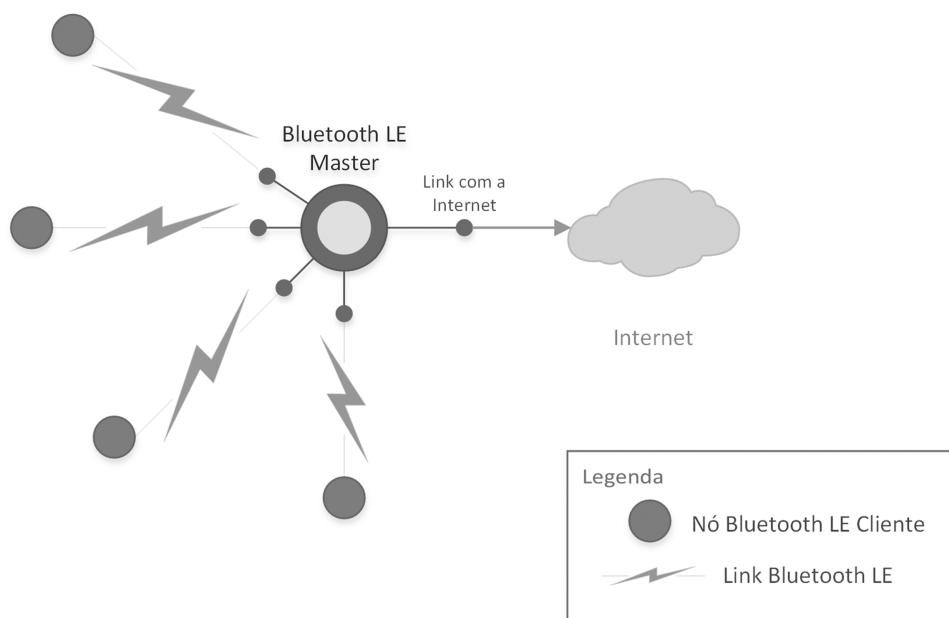 Bluetooth LE
Master
Link com a
Internet
Internet
Legenda
Nó Bluetooth LE Cliente
Link Bluetooth LE